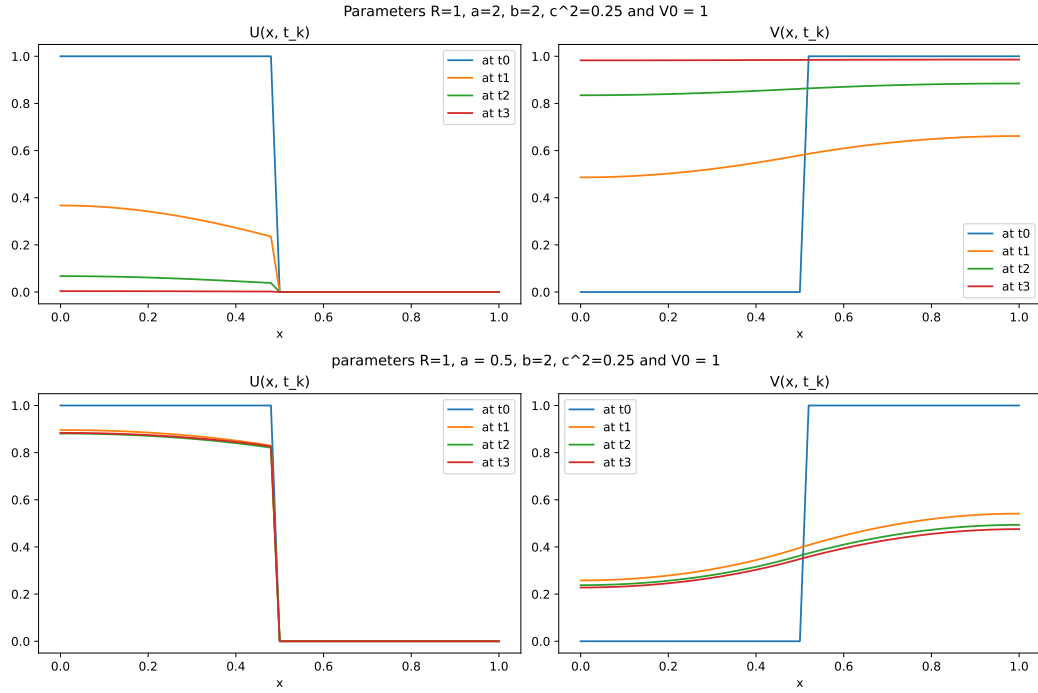 Parameters R=1, a=2, b=2, c^2=0.25 and V0 = 1
U(x, t_k)
1.0
0.8
0.6
0.4
0.2
0.0
at t0
at t1
at t2
at t3
0.0 0.2 0.4 0.6 0.8 1.0
x
V(x, t_k)
1.0
0.8
0.6
0.4
0.2
0.0
at t0
at t1
at t2
at t3
0.0 0.2 0.4 0.6 0.8 1.0
x
parameters R=1, a = 0.5, b=2, c^2=0.25 and V0 = 1
U(x, t_k)
1.0
0.8
0.6
0.4
0.2
0.0
at t0
at t1
at t2
at t3
0.0 0.2 0.4 0.6 0.8 1.0
x
V(x, t_k)
1.0
0.8
0.6
0.4
0.2
0.0
at t0
at t1
at t2
at t3
0.0 0.2 0.4 0.6 0.8 1.0
x